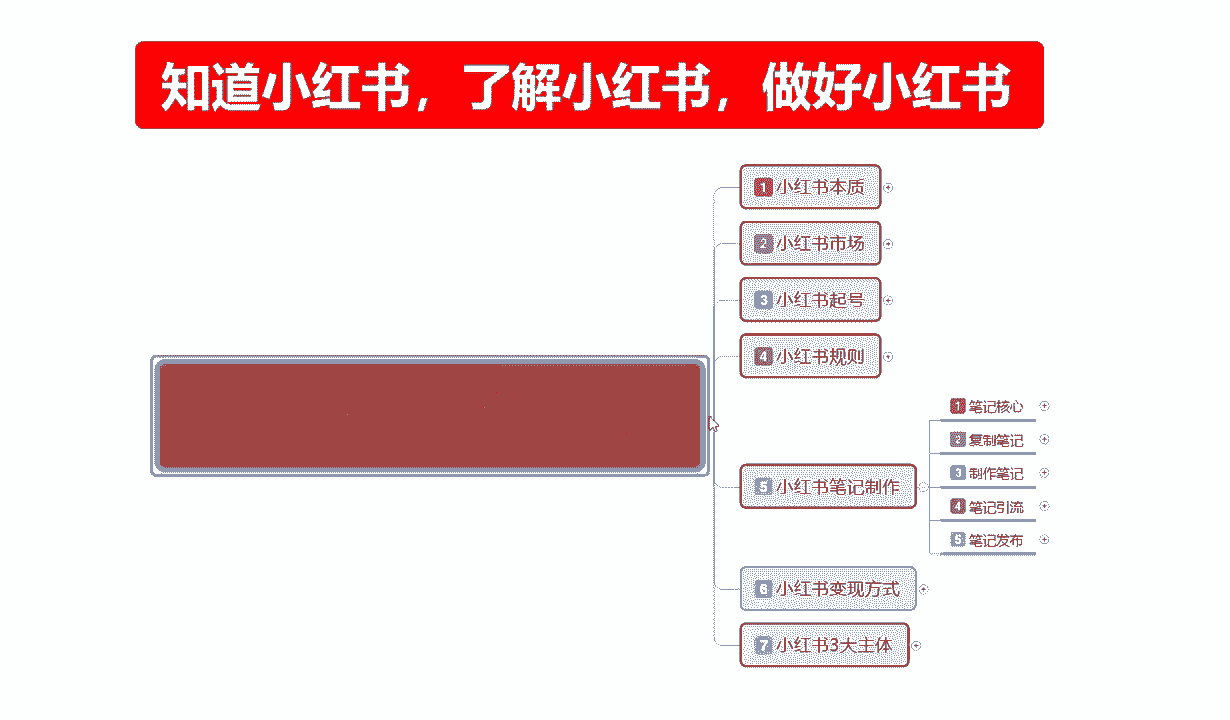 知道小红书，了解小红书，做好小红书
1 小红书本质
2 小红书市场
3 小红书起号
4 小红书规则
5 小红书笔记制作
1 笔记核心
2 复制笔记
3 制作笔记
4 笔记引流
5 笔记发布
6 小红书变现方式
7 小红书3大主体